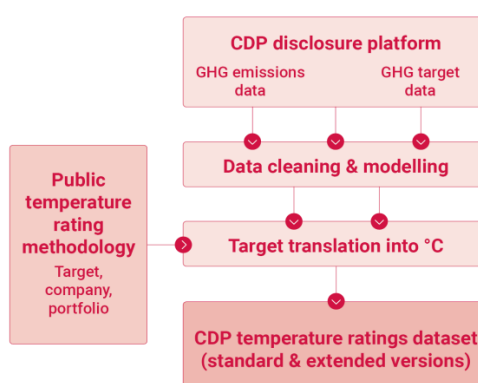 CDP disclosure platform
GHG emissions
data
GHG target
data
Data cleaning & modelling
Public
temperature
rating
methodology
Target,
company,
portfolio
Target translation into °C
CDP temperature ratings dataset
(standard & extended versions)